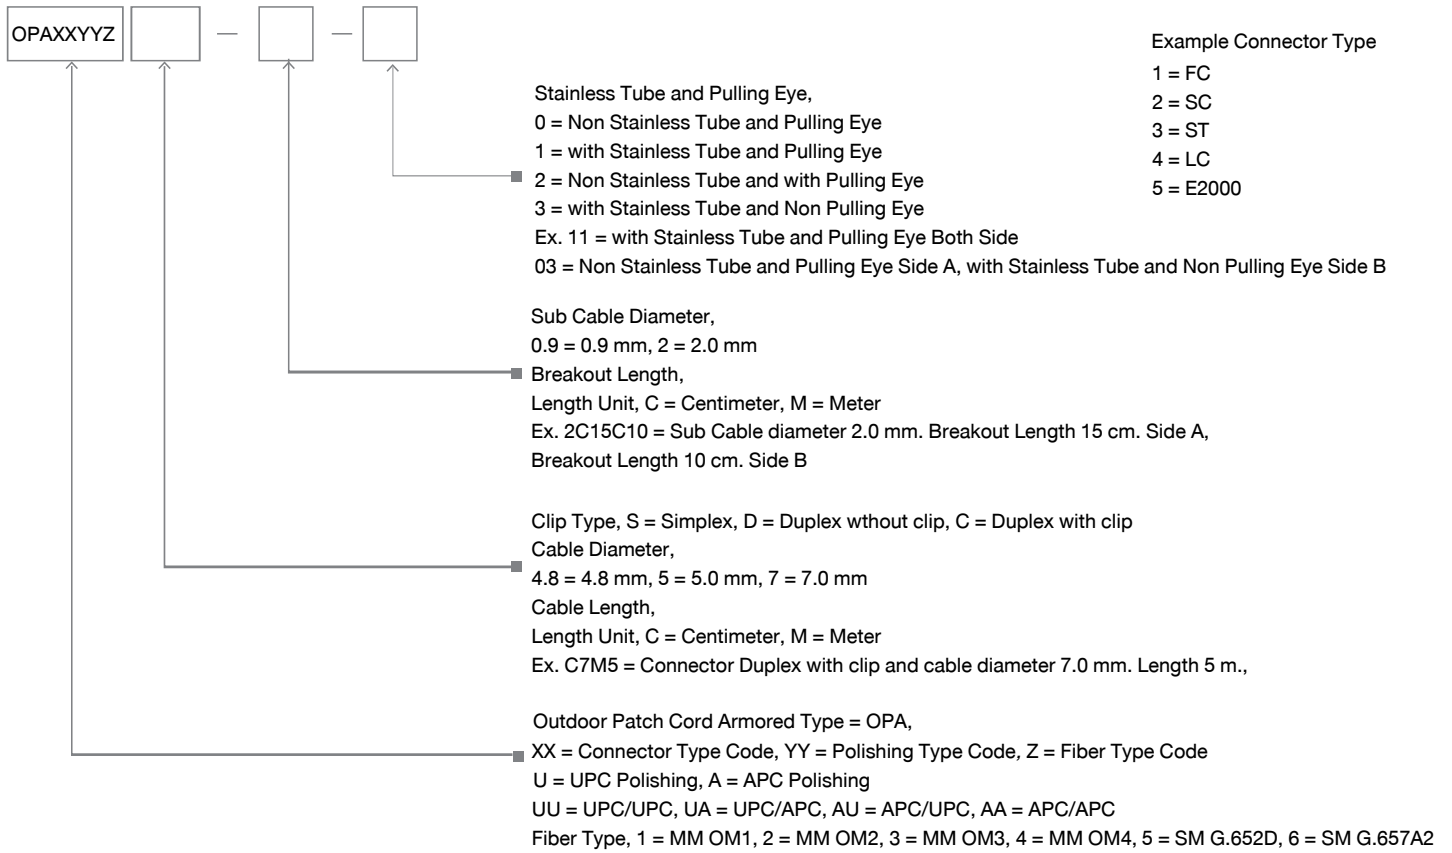 OPAXXYYZ
Example Connector Type
1 = FC
2 = SC
3 = ST
4 = LC
5 = E2000
Stainless Tube and Pulling Eye,
0 = Non Stainless Tube and Pulling Eye
1 = with Stainless Tube and Pulling Eye
2 = Non Stainless Tube and with Pulling Eye
3 = with Stainless Tube and Non Pulling Eye
Ex. 11 = with Stainless Tube and Pulling Eye Both Side
03 = Non Stainless Tube and Pulling Eye Side A, with Stainless Tube and Non Pulling Eye Side B
Sub Cable Diameter,
0.9 = 0.9 mm, 2 = 2.0 mm
Breakout Length,
Length Unit, C = Centimeter, M = Meter
Ex. 2C15C10 = Sub Cable diameter 2.0 mm. Breakout Length 15 cm. Side A,
Breakout Length 10 cm. Side B
Clip Type, S = Simplex, D = Duplex wthout clip, C = Duplex with clip
Cable Diameter,
4.8 = 4.8 mm, 5 = 5.0 mm, 7 = 7.0 mm
Cable Length,
Length Unit, C = Centimeter, M = Meter
Ex. C7M5 = Connector Duplex with clip and cable diameter 7.0 mm. Length 5 m.,
Outdoor Patch Cord Armored Type = OPA,
XX = Connector Type Code, YY = Polishing Type Code, Z = Fiber Type Code
U = UPC Polishing, A = APC Polishing
UU = UPC/UPC, UA = UPC/APC, AU = APC/UPC, AA = APC/APC
Fiber Type, 1 = MM OM1, 2 = MM OM2, 3 = MM OM3, 4 = MM OM4, 5 = SM G.652D, 6 = SM G.657A2